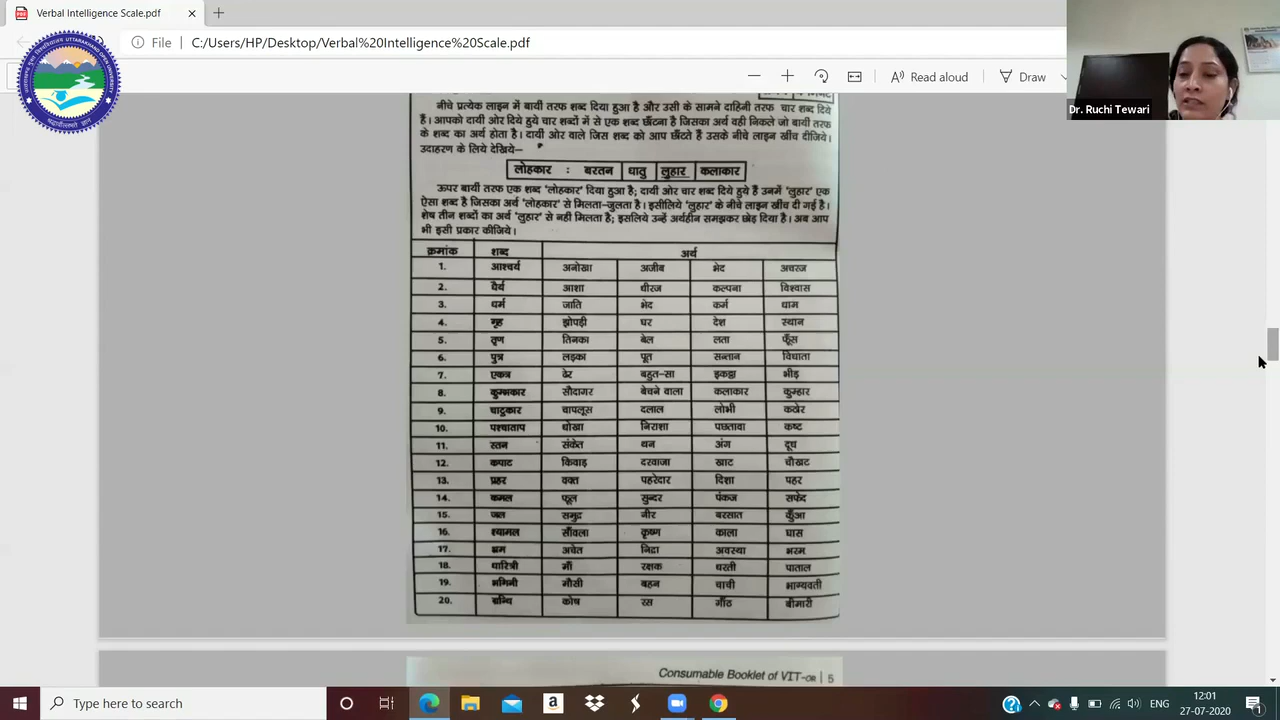 Verbal Intelligence Scale.pdf
File C:/Users/HP/Desktop/Verbal%20Intelligence%20Scale.pdf
UTTARAKHAND OPEN UNIVERSITY
Read aloud Draw
Dr. Ruchi Tewari
नीचे प्रत्येक लाइन में बायी तरफ शब्द दिया हुआ है और उसी के सामने दाहिनी तरफ चार शब्द दिये
हैं। आपको दायी ओर दिये हुये चार शब्दों में से एक शब्द छाँटना है जिसका अर्थ वही निकले जो बायी तरफ
के शब्द का अर्थ होता है। दायी ओर वाले जिस शब्द को आप छाँटते हैं उसके नीचे लाइन खींच दीजिये।
उदाहरण के लिये देखिये–
लोहकार : बरतन धातु लुहार कलाकार
ऊपर बायीं तरफ एक शब्द 'लोहकार' दिया हुआ है; दायी ओर चार शब्द दिये हुये हैं उनमें 'लुहार' एक
ऐसा शब्द है जिसका अर्थ 'लोहकार' से मिलता-जुलता है। इसीलिये 'लुहार' के नीचे लाइन खींच दी गई है।
शेष तीन शब्दों का अर्थ 'लुहार' से नही मिलता है; इसलिये उन्हें अर्थहीन समझकर छोड़ दिया है। अब आप
भी इसी प्रकार कीजिये।
क्रमांक शब्द अर्थ
1. आश्चर्य अनोखा अजीब भेद अचरज
2. धैर्य आशा धीरज कल्पना विश्वास
3. धर्म जाति भेद कर्म धाम
4. गृह झोपड़ी घर देश स्थान
5. तृण तिनका बेल लता फूँस
6. पुत्र लड़का पूत सन्तान विधाता
7. एकत्र ढेर बहुत-सा इकट्ठा भीड़
8. कुम्भकार सौदागर बेचने वाला कलाकार कुम्हार
9. चाटुकार चापलूस दलाल लोभी कठोर
10. पश्चाताप धोखा निराशा पछतावा कष्ट
11. स्तन संकेत थन अंग दूध
12. कपाट किवाड़ दरवाजा खाट चौखट
13. प्रहर वक्त पहरेदार दिशा पहर
14. कमल फूल सुन्दर पंकज सफेद
15. जल समुद्र नीर बरसात कुँआ
16. श्यामल साँवला कृष्ण काला घास
17. भ्रम अचेत निद्रा अवस्था भरम
18. धारित्री माँ रक्षक धरती पाताल
19. भगिनी मौसी बहन चाची भाग्यवती
20. ग्रन्थि कोष रस गाँठ बीमारी
Consumable Booklet of VIT-OR | 5
Type here to search
ENG 12:01
27-07-2020